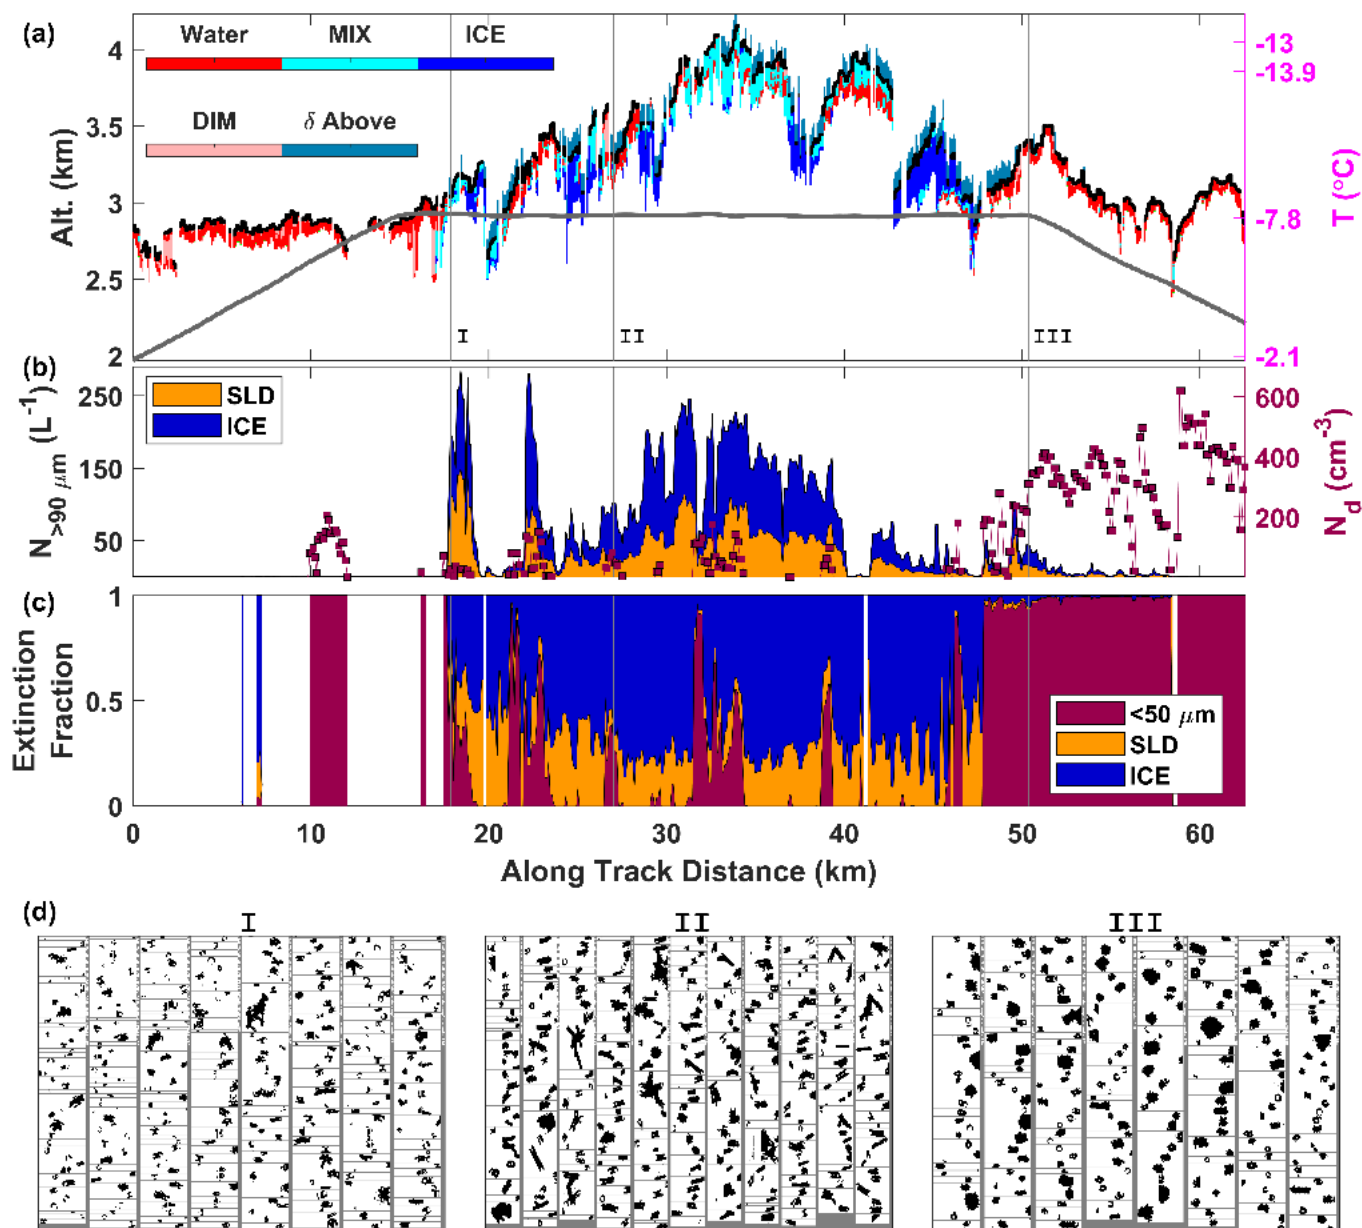 (a)
Water MIX ICE
DIM δ Above
4
3.5
3
2.5
2
Alt. (km)
-13
-13.9
-7.8
-2.1
T (°C)
I
II
III
(b)
SLD
ICE
250
150
50
N>90 μm (L-1)
600
400
200
Nd (cm-3)
(c)
1
0.5
0
Extinction
Fraction
<50 μm
SLD
ICE
0 10 20 30 40 50 60
Along Track Distance (km)
(d)
I II III